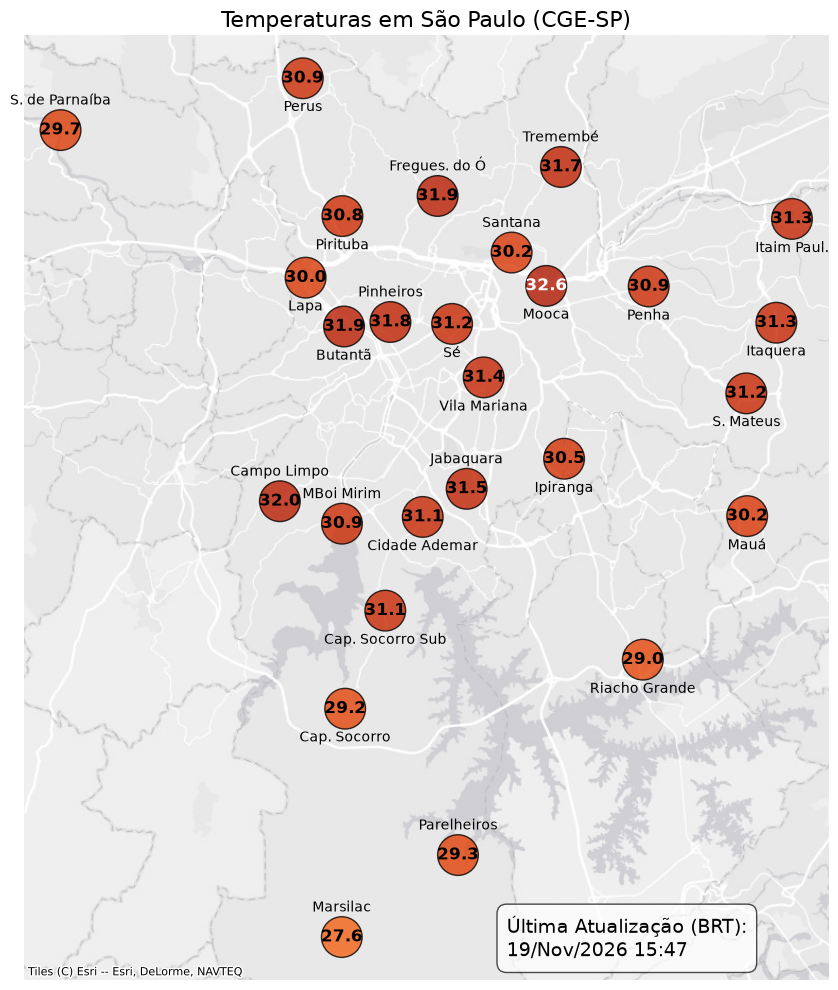 Temperaturas em São Paulo (CGE-SP)
30.9
Perus
S. de Parnaíba
29.7
Tremembé
31.7
Fregues. do Ó
31.9
30.8
Pirituba
31.3
Itaim Paul.
Santana
30.2
30.0
Lapa
32.6
Mooca
30.9
Penha
Pinheiros
31.8
31.9
Butantã
31.2
Sé
31.3
Itaquera
31.4
Vila Mariana
31.2
S. Mateus
30.5
Ipiranga
Jabaquara
31.5
Campo Limpo
32.0
MBoi Mirim
30.9
31.1
Cidade Ademar
30.2
Mauá
31.1
Cap. Socorro Sub
29.0
Riacho Grande
29.2
Cap. Socorro
Parelheiros
29.3
Marsilac
27.6
Última Atualização (BRT):
19/Nov/2026 15:47
Tiles (C) Esri -- Esri, DeLorme, NAVTEQ